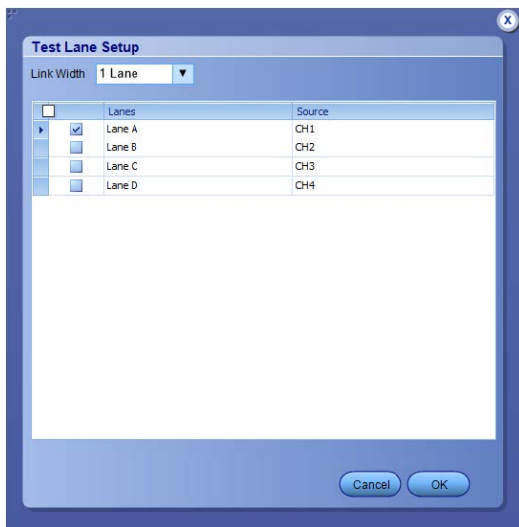 X
Test Lane Setup
Link Width 1 Lane
Lanes Source
Lane A CH1
Lane B CH2
Lane C CH3
Lane D CH4
Cancel OK